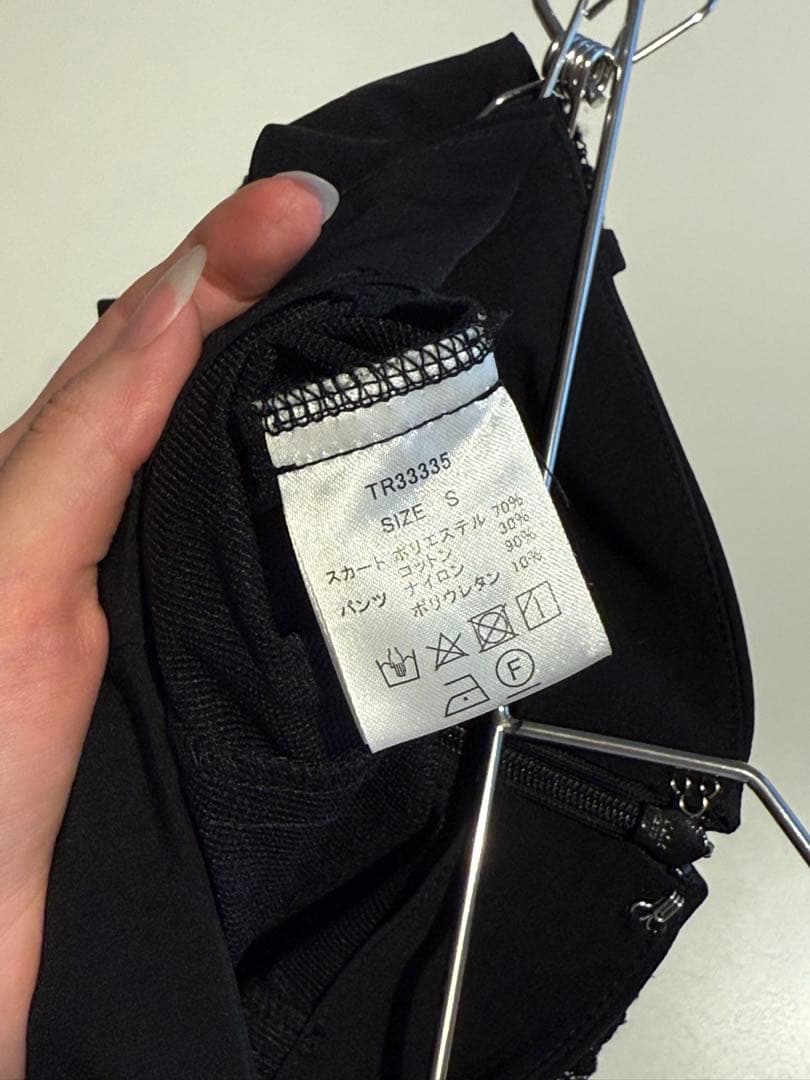 TR33335
SIZE S
スカート ポリエステル 70%
コットン 30%
パンツ ナイロン 90%
ポリウレタン 10%
F